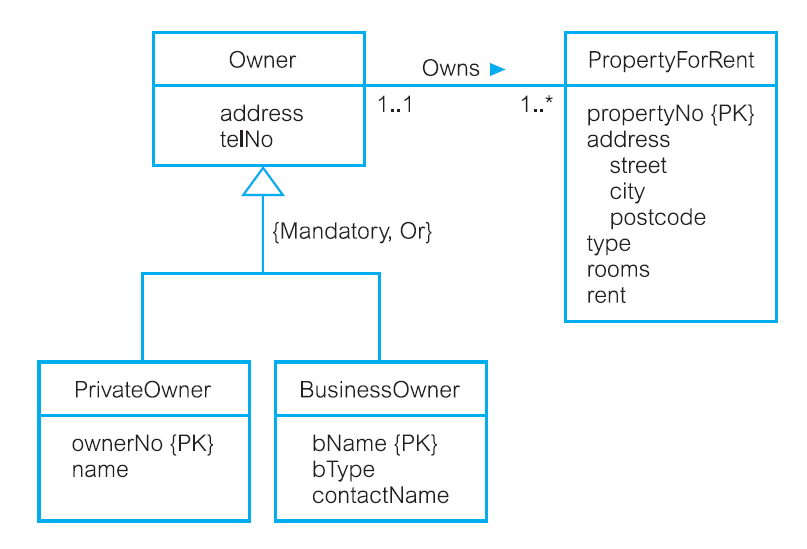 Owner
address
telNo
Owns ►
1..1
1..*
PropertyForRent
propertyNo {PK}
address
street
city
postcode
type
rooms
rent
{Mandatory, Or}
PrivateOwner
ownerNo {PK}
name
BusinessOwner
bName {PK}
bType
contactName